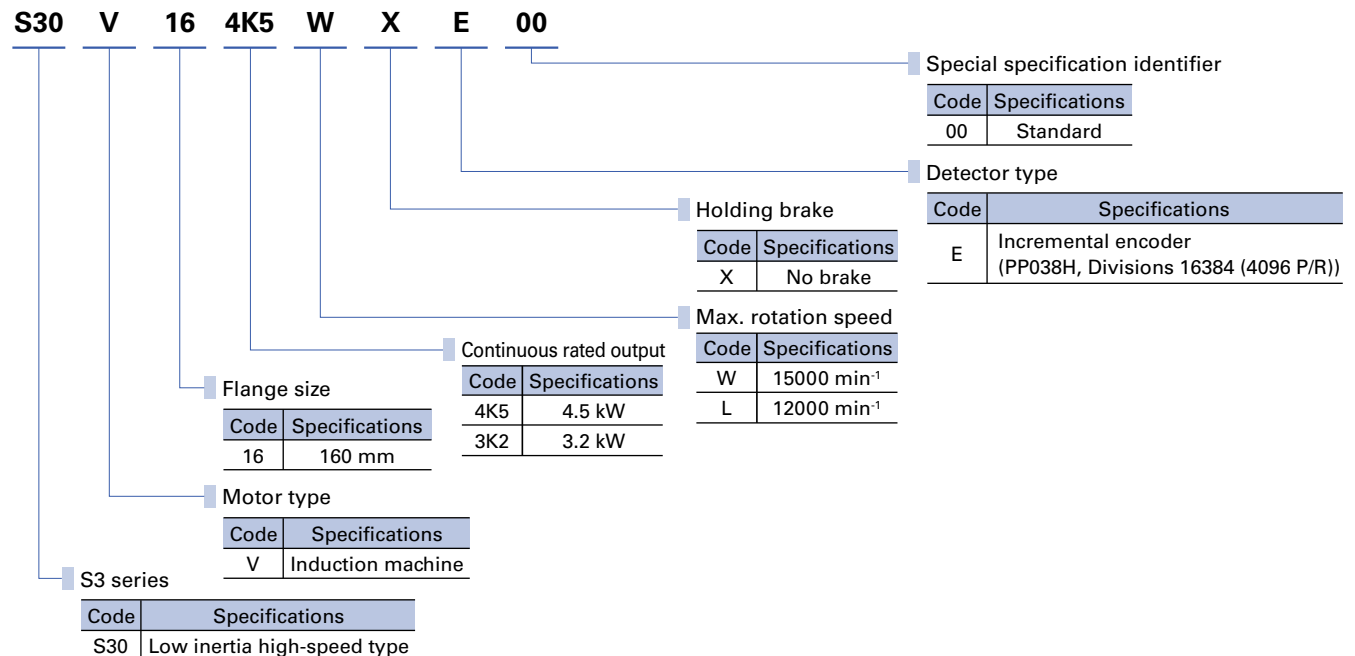 S30 V 16 4K5 W X E 00
Special specification identifier
Code Specifications
00 Standard
Detector type
Code Specifications
E Incremental encoder
(PP038H, Divisions 16384 (4096 P/R))
Holding brake
Code Specifications
X No brake
Max. rotation speed
Code Specifications
W 15000 min⁻¹
L 12000 min⁻¹
Continuous rated output
Code Specifications
4K5 4.5 kW
3K2 3.2 kW
Flange size
Code Specifications
16 160 mm
Motor type
Code Specifications
V Induction machine
S3 series
Code Specifications
S30 Low inertia high-speed type